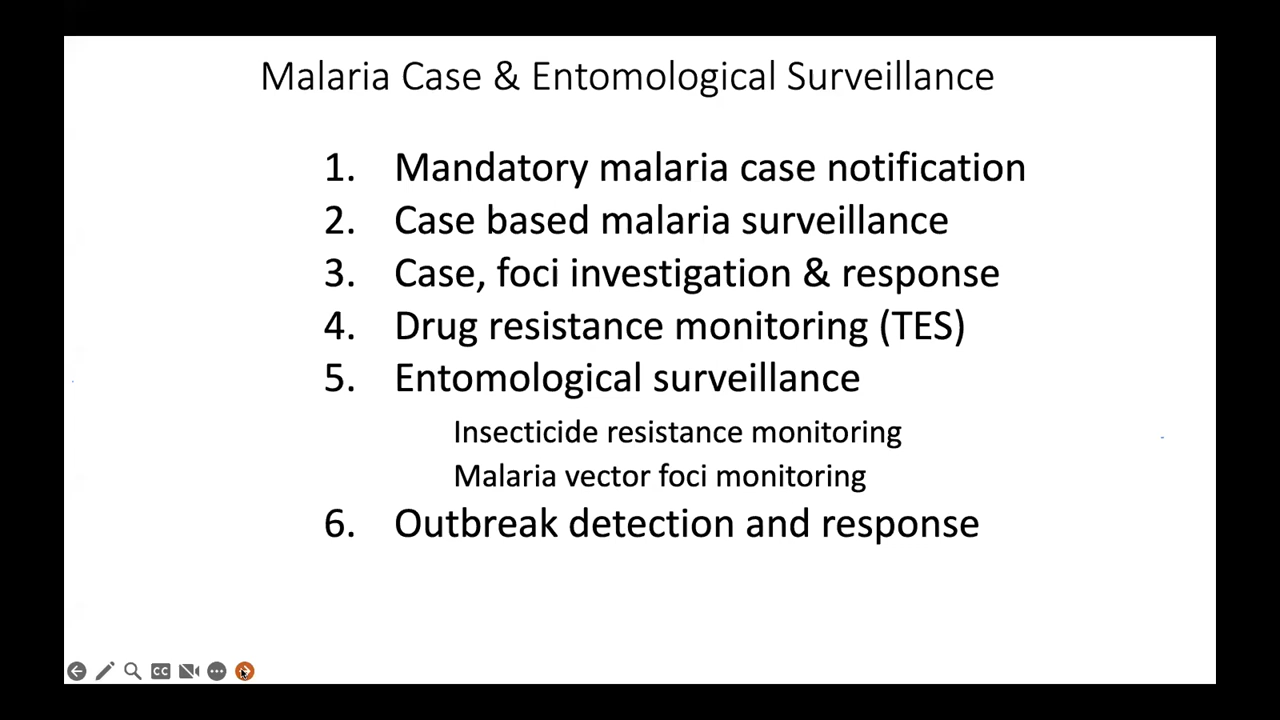 Malaria Case & Entomological Surveillance
1. Mandatory malaria case notification
2. Case based malaria surveillance
3. Case, foci investigation & response
4. Drug resistance monitoring (TES)
5. Entomological surveillance
Insecticide resistance monitoring
Malaria vector foci monitoring
6. Outbreak detection and response
CC